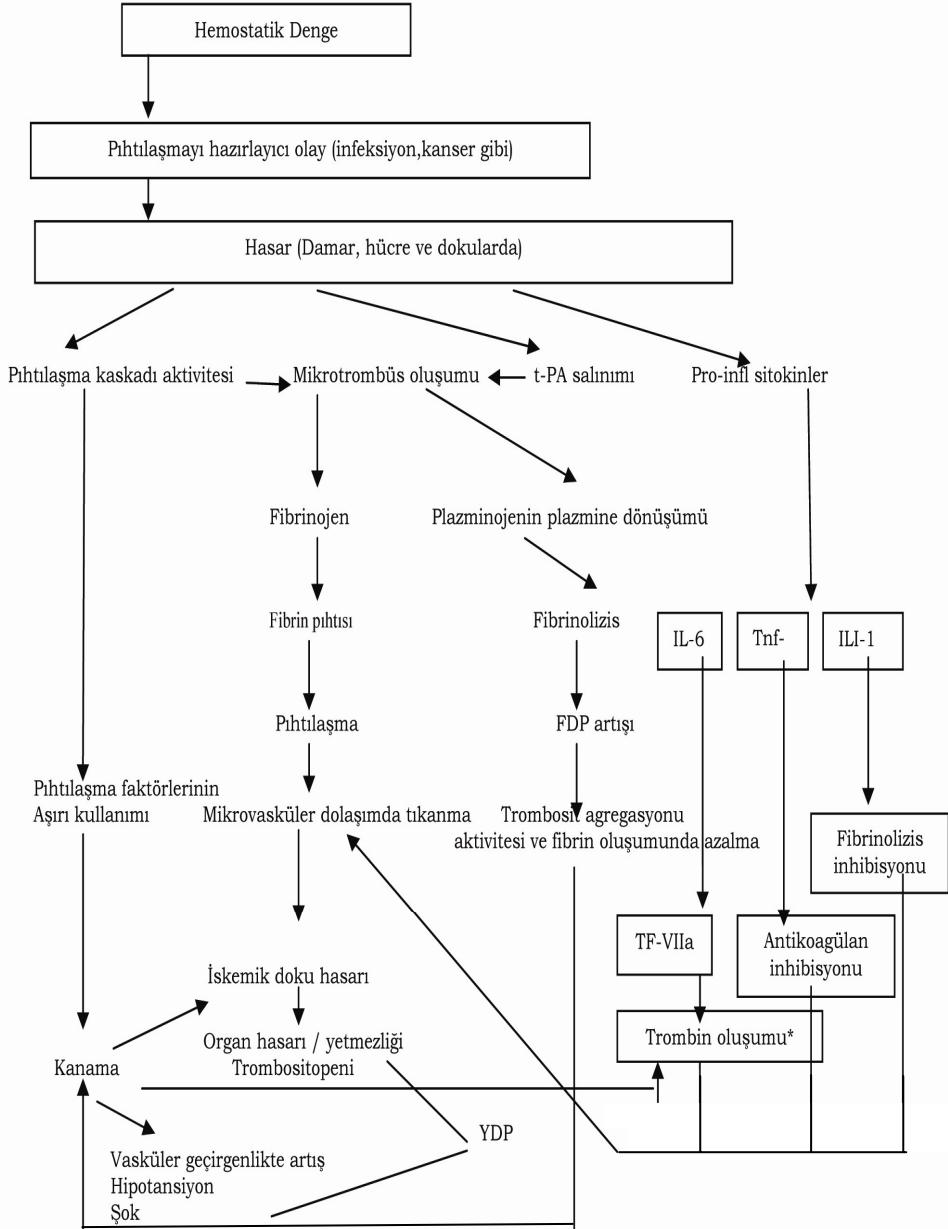 Hemostatik Denge
Pıhtılaşmayı hazırlayıcı olay (infeksiyon,kanser gibi)
Hasar (Damar, hücre ve dokularda)
Pıhtılaşma kaskadı aktivitesi
Mikrotrombüs oluşumu
t-PA salınımı
Pro-infl sitokinler
Fibrinojen
Plazminojenin plazmine dönüşümü
Fibrin pıhtısı
Fibrinolizis
IL-6
Tnf-
ILI-1
Pıhtılaşma
FDP artışı
Pıhtılaşma faktörlerinin
Aşırı kullanımı
Mikrovasküler dolaşımda tıkanma
Trombosit agregasyonu
aktivitesi ve fibrin oluşumunda azalma
Fibrinolizis
inhibisyonu
TF-VIIa
Antikoagülan
inhibisyonu
İskemik doku hasarı
Trombin oluşumu*
Organ hasarı / yetmezliği
Trombositopeni
Kanama
YDP
Vasküler geçirgenlikte artış
Hipotansiyon
Şok